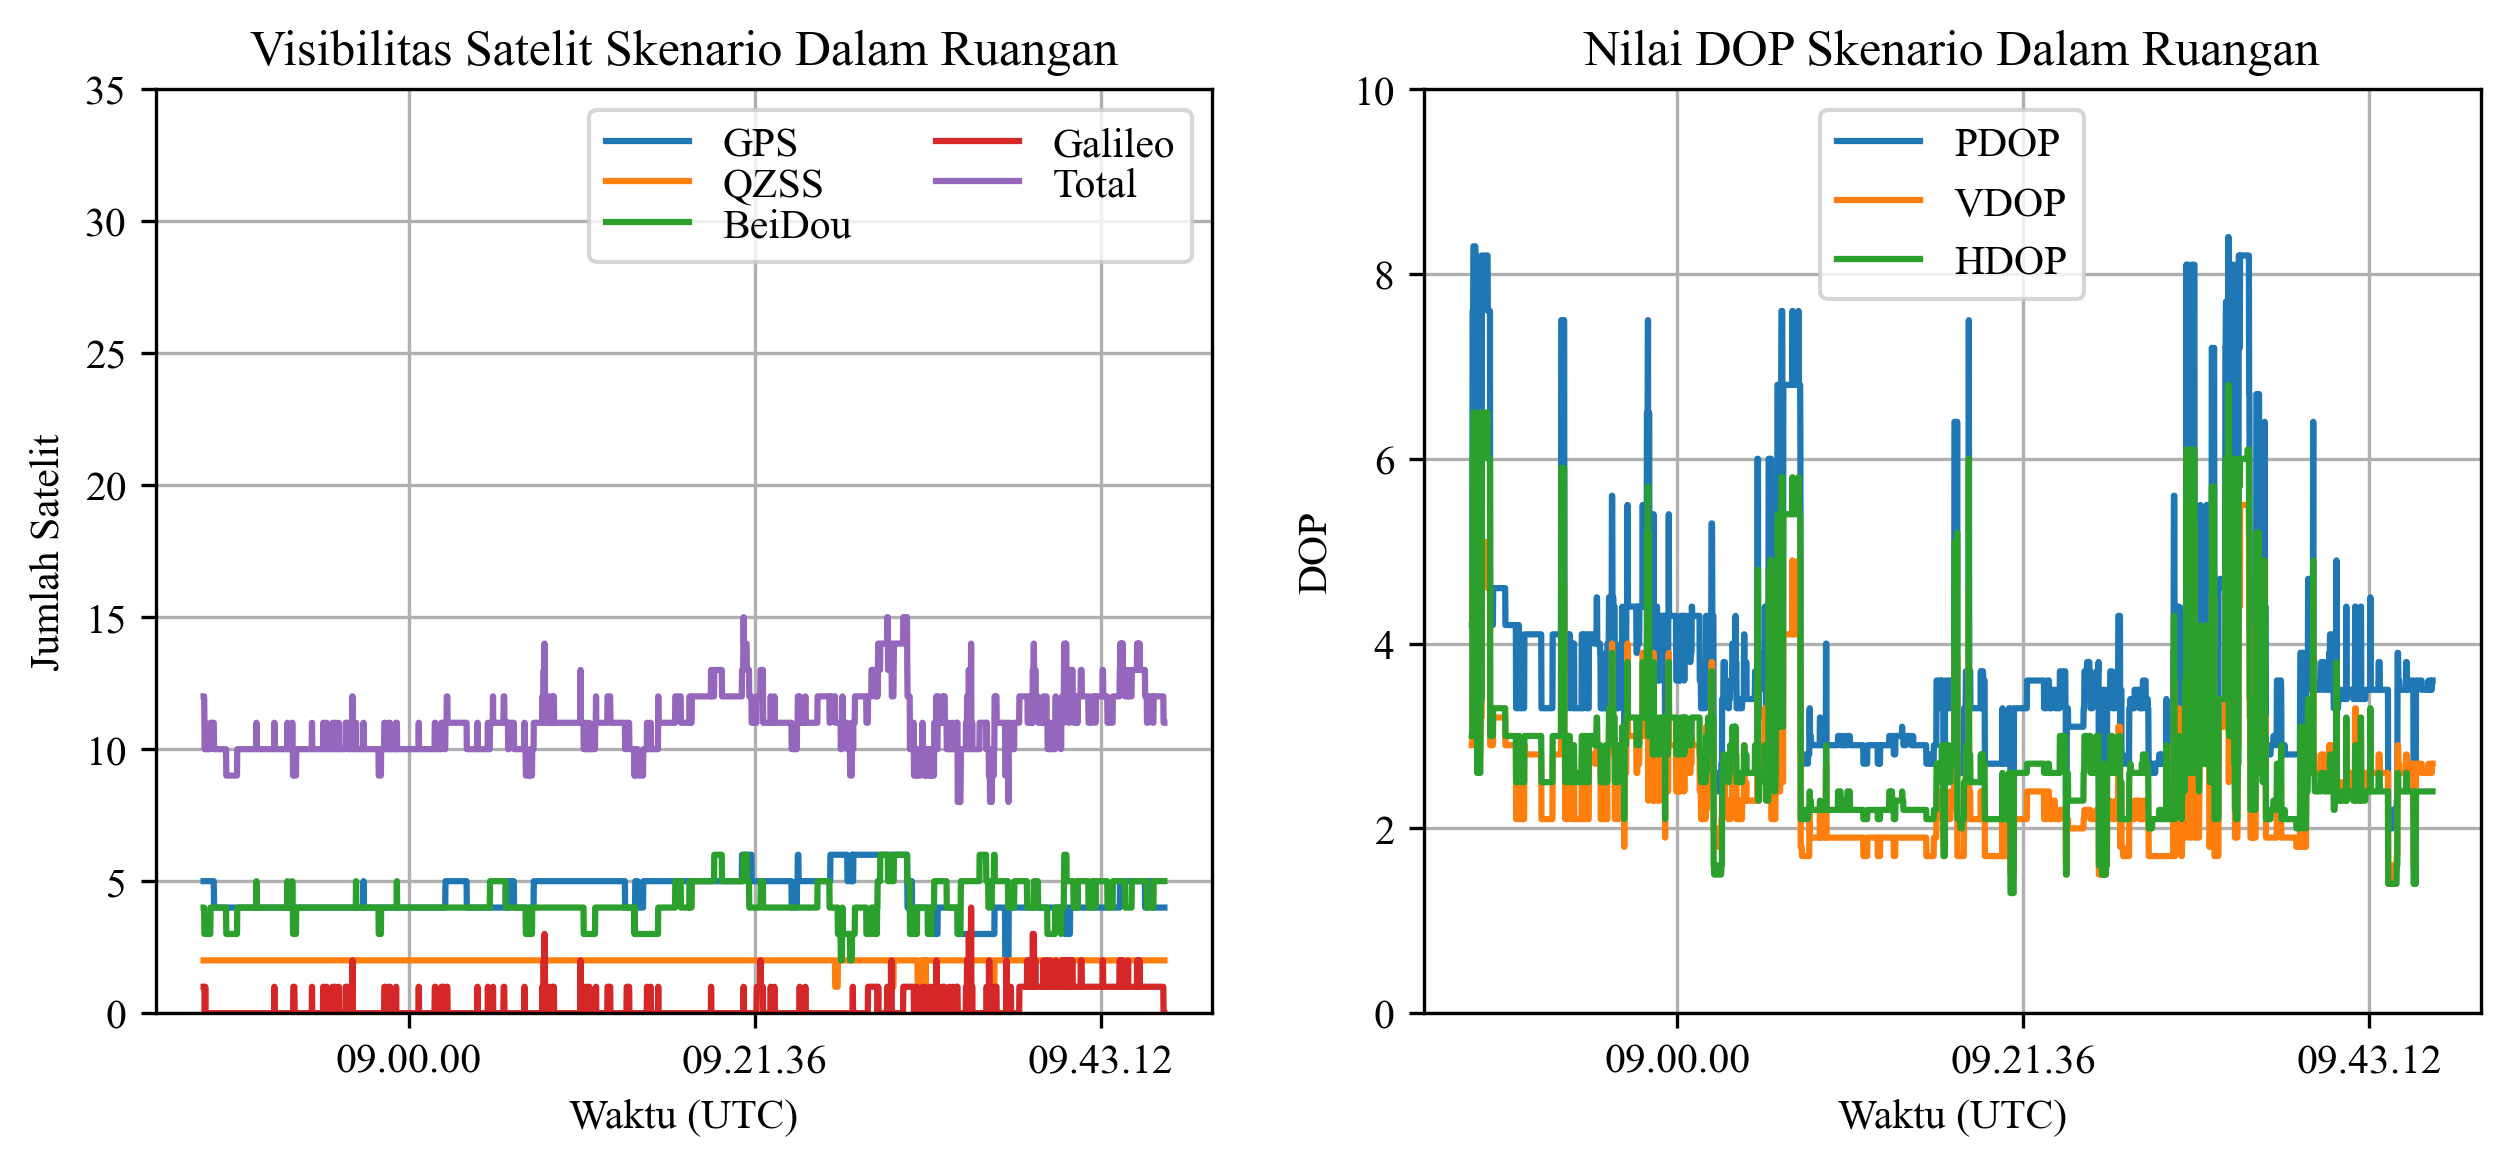 Visibilitas Satelit Skenario Dalam Ruangan
35
30
25
20
15
10
5
0
Jumlah Satelit
GPS
QZSS
BeiDou
Galileo
Total
09.00.00
09.21.36
09.43.12
Waktu (UTC)
Nilai DOP Skenario Dalam Ruangan
10
8
6
4
2
0
DOP
PDOP
VDOP
HDOP
09.00.00
09.21.36
09.43.12
Waktu (UTC)